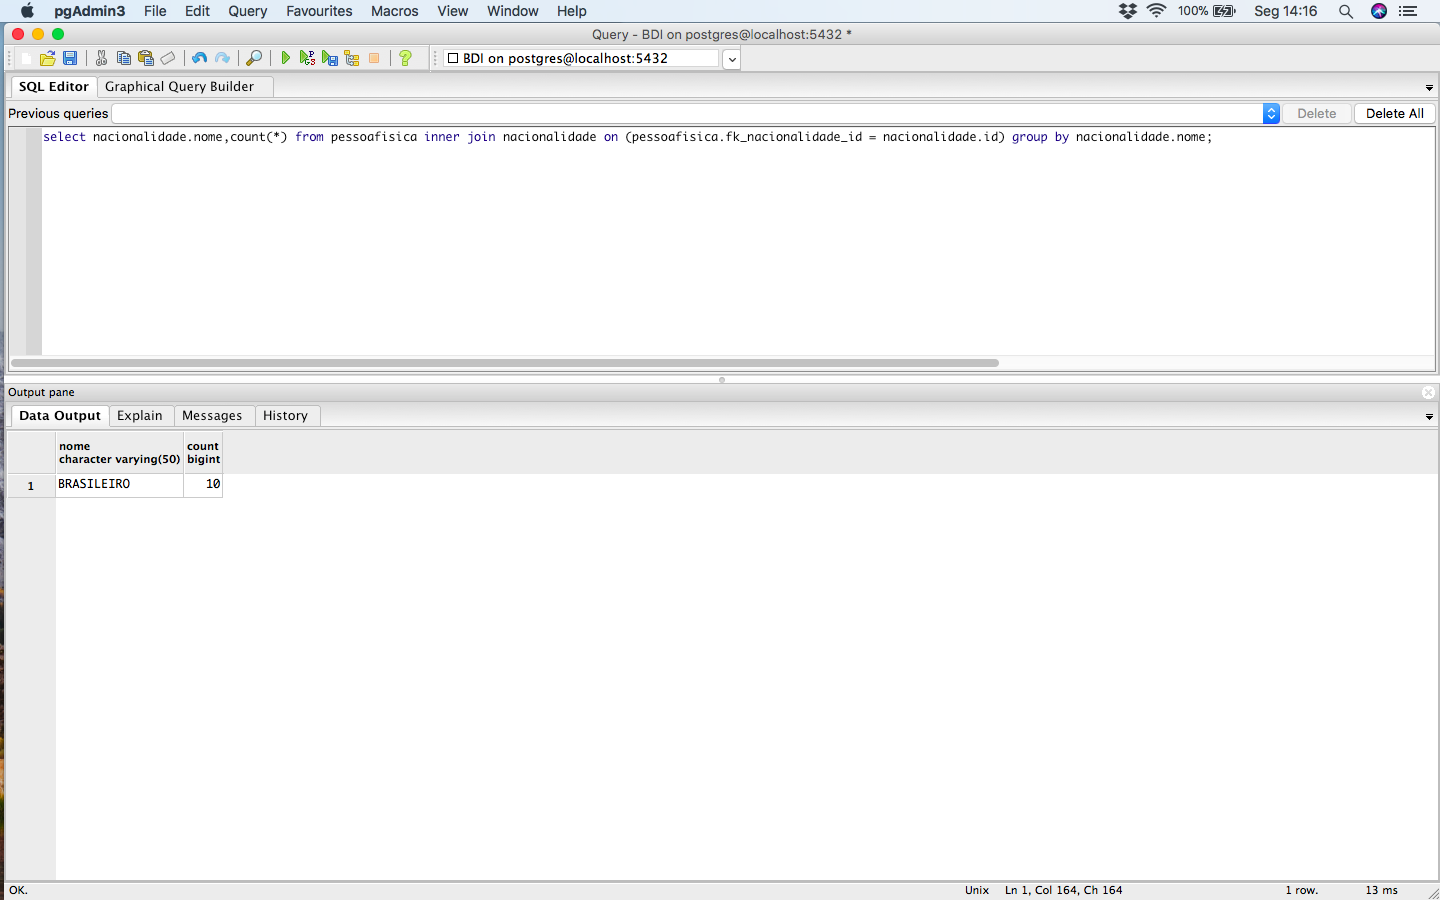 pgAdmin3 File Edit Query Favourites Macros View Window Help 100% Seg 14:16
Query - BDI on postgres@localhost:5432 *
BDI on postgres@localhost:5432
SQL Editor Graphical Query Builder
Previous queries Delete Delete All
select nacionalidade.nome,count(*) from pessoafisica inner join nacionalidade on (pessoafisica.fk_nacionalidade_id = nacionalidade.id) group by nacionalidade.nome;
Output pane
Data Output Explain Messages History
nome count
character varying(50) bigint
1 BRASILEIRO 10
OK. Unix Ln 1, Col 164, Ch 164 1 row. 13 ms